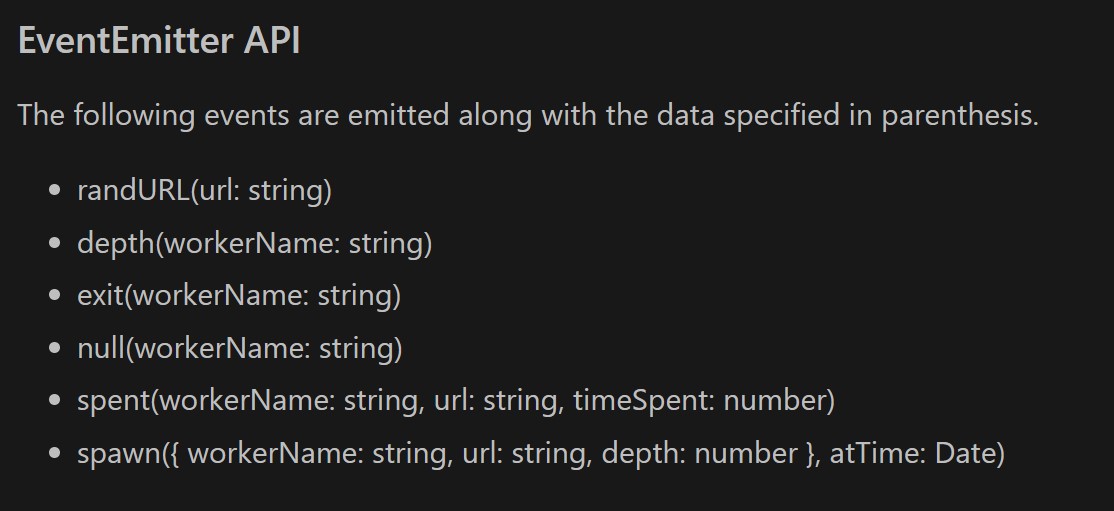 EventEmitter API
The following events are emitted along with the data specified in parenthesis.
• randURL(url: string)
• depth(workerName: string)
• exit(workerName: string)
• null(workerName: string)
• spent(workerName: string, url: string, timeSpent: number)
• spawn({ workerName: string, url: string, depth: number }, atTime: Date)